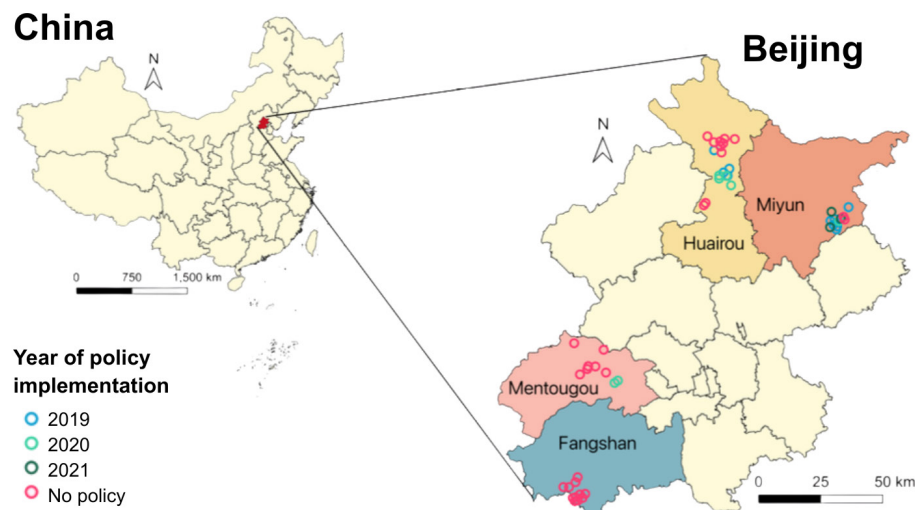 China
Beijing
N
N
Miyun
Huairou
0 750 1,500 km
Year of policy
implementation
2019
2020
2021
No policy
Mentougou
Fangshan
0 25 50 km